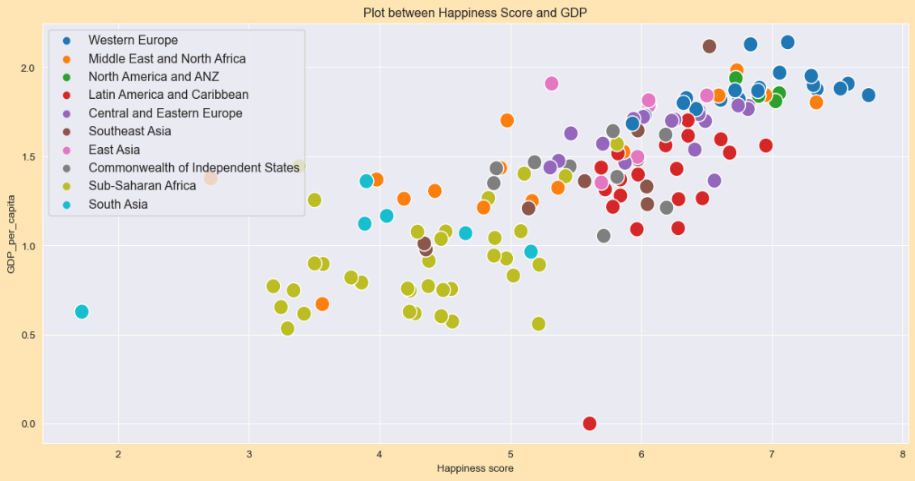 Plot between Happiness Score and GDP
Western Europe
Middle East and North Africa
North America and ANZ
Latin America and Caribbean
Central and Eastern Europe
Southeast Asia
East Asia
Commonwealth of Independent States
Sub-Saharan Africa
South Asia
GDP_per_capita
2.0
1.5
1.0
0.5
0.0
2 3 4 5 6 7 8
Happiness score